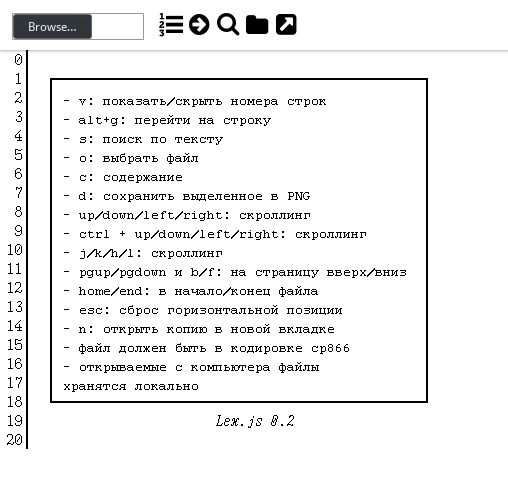 Browse...
0
1
2
3
4
5
6
7
8
9
10
11
12
13
14
15
16
17
18
19
20
- v: показать/скрыть номера строк
- alt+g: перейти на строку
- s: поиск по тексту
- o: выбрать файл
- c: содержание
- d: сохранить выделенное в PNG
- up/down/left/right: скроллинг
- ctrl + up/down/left/right: скроллинг
- j/k/h/l: скроллинг
- pgup/pgdown и b/f: на страницу вверх/вниз
- home/end: в начало/конец файла
- esc: сброс горизонтальной позиции
- n: открыть копию в новой вкладке
- файл должен быть в кодировке cp866
- открываемые с компьютера файлы
хранятся локально
Lex.js 0.2